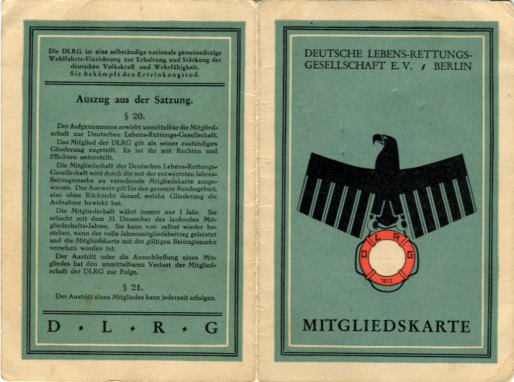 Die DLRG ist eine selbständige nationale gemeinnützige
Wohlfahrts-Einrichtung zur Erhaltung und Stärkung der
deutschen Volkskraft und Wehrfähigkeit.
Sie bekämpft den Ertrinkungstod.
Auszug aus der Satzung.
§ 20.
Der Aufgenommene erwirbt unmittelbar die Mitglied-
schaft zur Deutschen Lebens-Rettungs-Gesellschaft.
Das Mitglied der DLRG gilt als seiner zuständigen
Gliederung zugeteilt. Es ist ihr mit Rechten und
Pflichten unterstellt.
Die Mitgliedschaft der Deutschen Lebens-Rettungs-
Gesellschaft wird durch die mit der entwerteten Jahres-
Beitragsmarke zu versehende Mitgliedskarte ausge-
wiesen. Der Ausweis gilt für das gesamte Reichsgebiet,
also ohne Rücksicht darauf, welche Gliederung die
Aufnahme bewirkt hat.
Die Mitgliedschaft währt immer nur 1 Jahr. Sie
erlischt mit dem 31 Dezember des laufenden Mit-
gliedschafts-Jahres. Sie kann von selbst wieder be-
stehen, wenn der volle Jahresmitgliedsbeitrag geleistet
und die Mitgliedskarte mit der gültigen Beitragsmarke
versehen worden ist.
Der Austritt oder die Ausschließung eines Mit-
gliedes hat den unmittelbaren Verlust der Mitglied-
schaft der DLRG zur Folge.
§ 21.
Der Austritt eines Mitgliedes kann jederzeit erfolgen.
D · L · R · G
DEUTSCHE LEBENS-RETTUNGS-
GESELLSCHAFT E. V. / BERLIN
D L R G
1913
MITGLIEDSKARTE